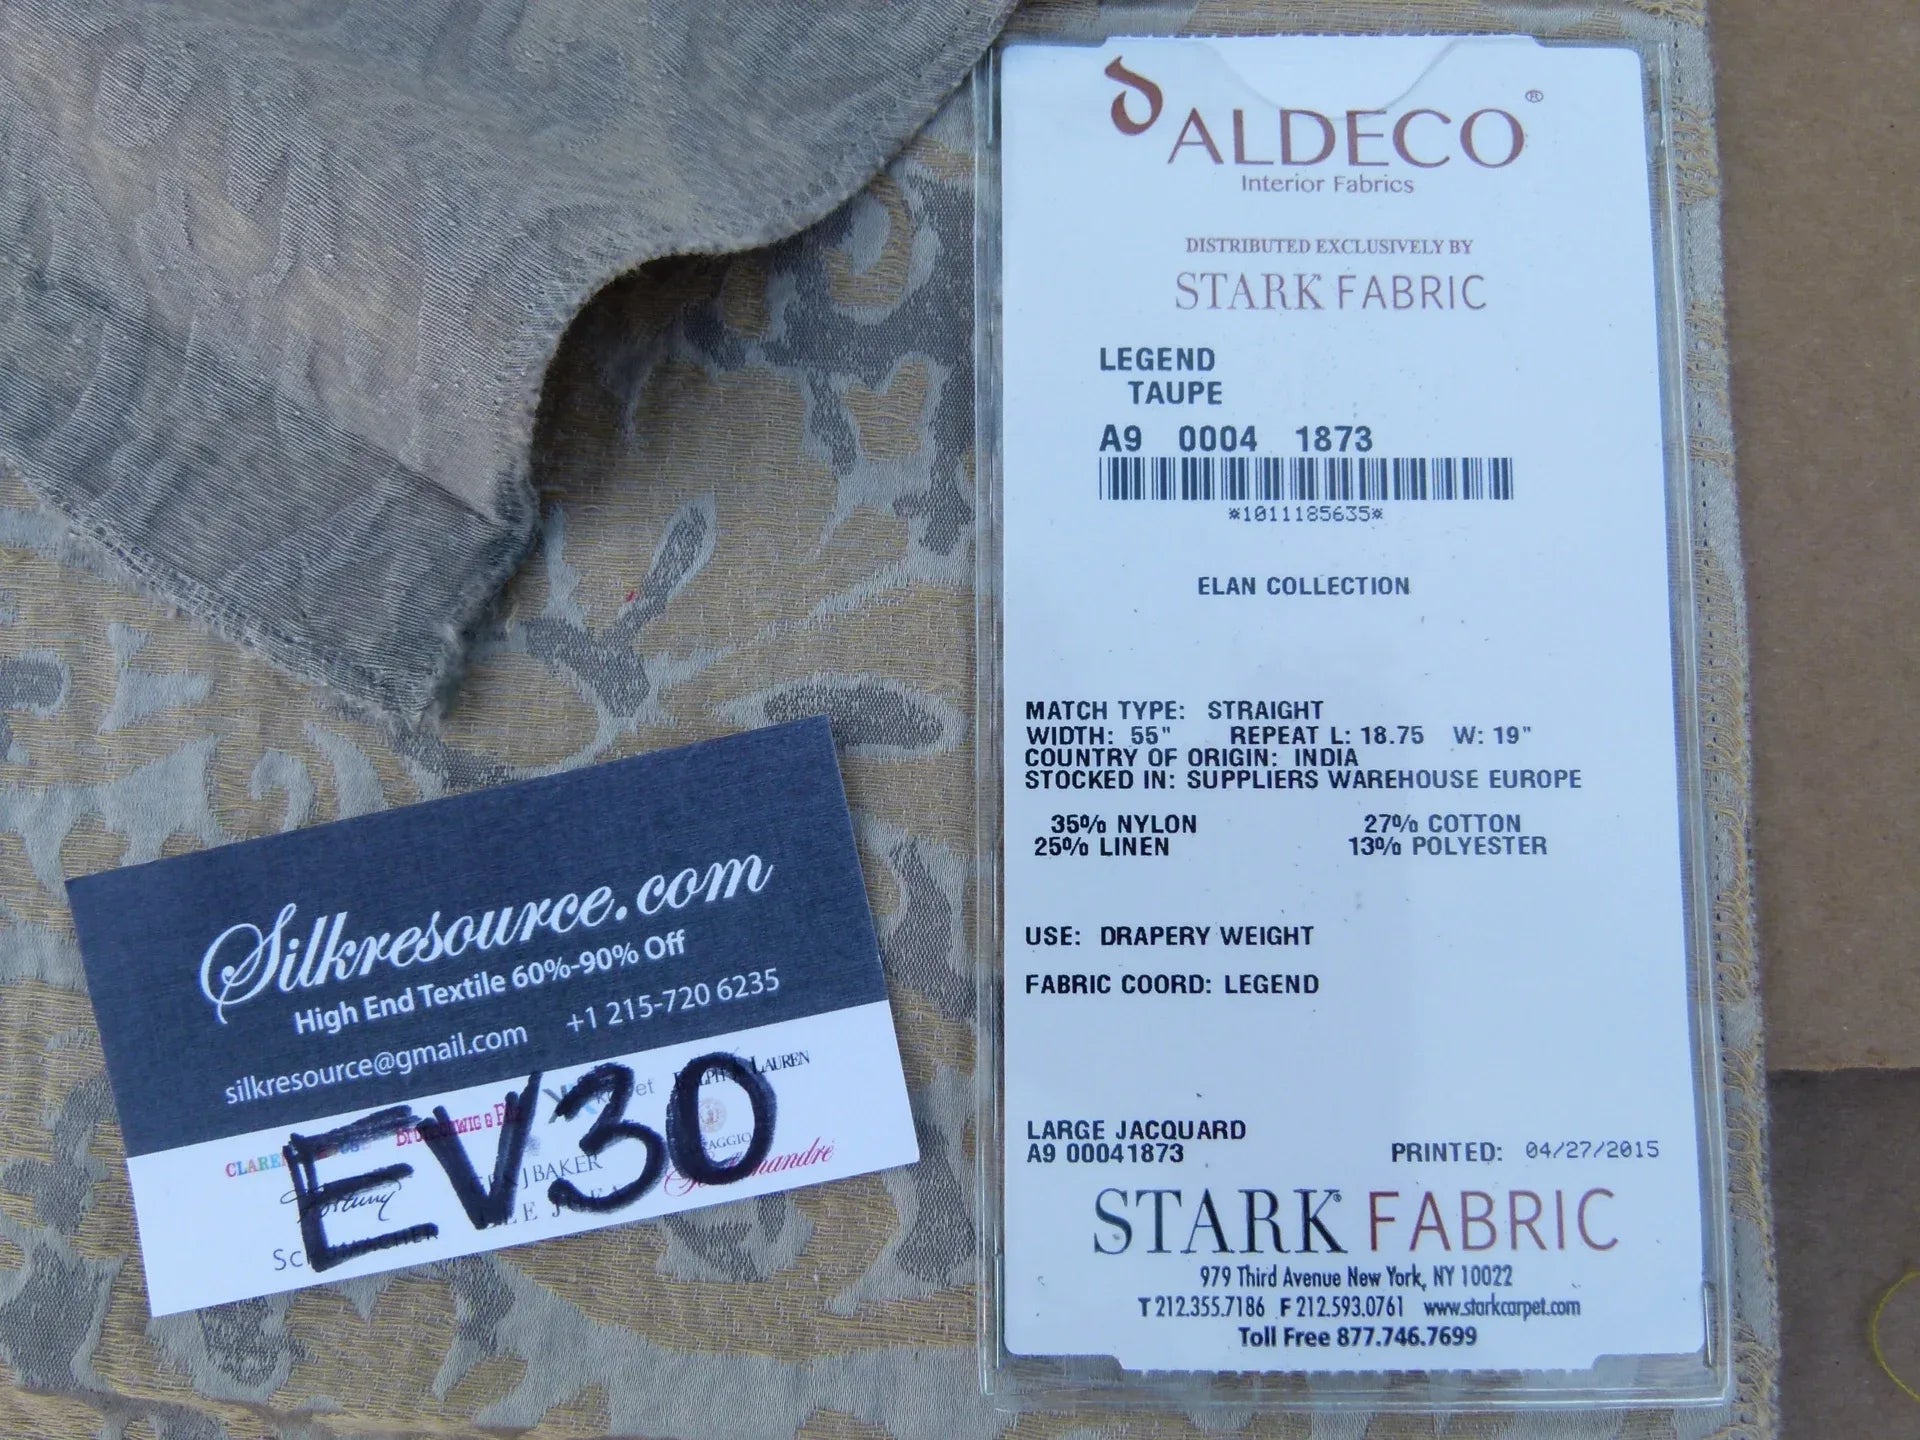 ALDECO®
Interior Fabrics
DISTRIBUTED EXCLUSIVELY BY
STARK FABRIC
LEGEND
TAUPE
A9 0004 1873
*1011185635*
ELAN COLLECTION
MATCH TYPE: STRAIGHT
WIDTH: 55" REPEAT L: 18.75 W: 19"
COUNTRY OF ORIGIN: INDIA
STOCKED IN: SUPPLIERS WAREHOUSE EUROPE
35% NYLON 27% COTTON
25% LINEN 13% POLYESTER
USE: DRAPERY WEIGHT
FABRIC COORD: LEGEND
LARGE JACQUARD
A9 00041873 PRINTED: 04/27/2015
STARK® FABRIC
979 Third Avenue New York, NY 10022
T 212.355.7186 F 212.593.0761 www.starkcarpet.com
Toll Free 877.746.7699
Silkresource.com
High End Textile 60%-90% Off
silkresource@gmail.com +1 215-720 6235
EV30
LAUREN
BAKER
Fortuny